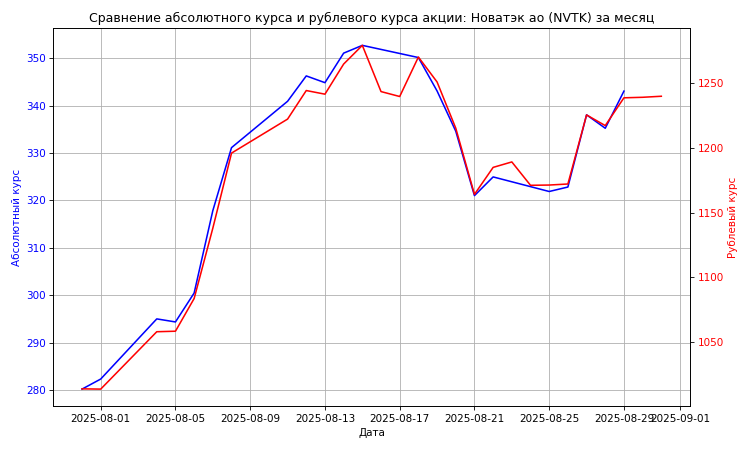 Сравнение абсолютного курса и рублевого курса акции: Новатэк ао (NVTK) за месяц
Абсолютный курс
350
340
330
320
310
300
290
280
1250
1200
1150
1100
1050
Рублевый курс
2025-08-01 2025-08-05 2025-08-09 2025-08-13 2025-08-17 2025-08-21 2025-08-25 2025-08-29 2025-09-01
Дата